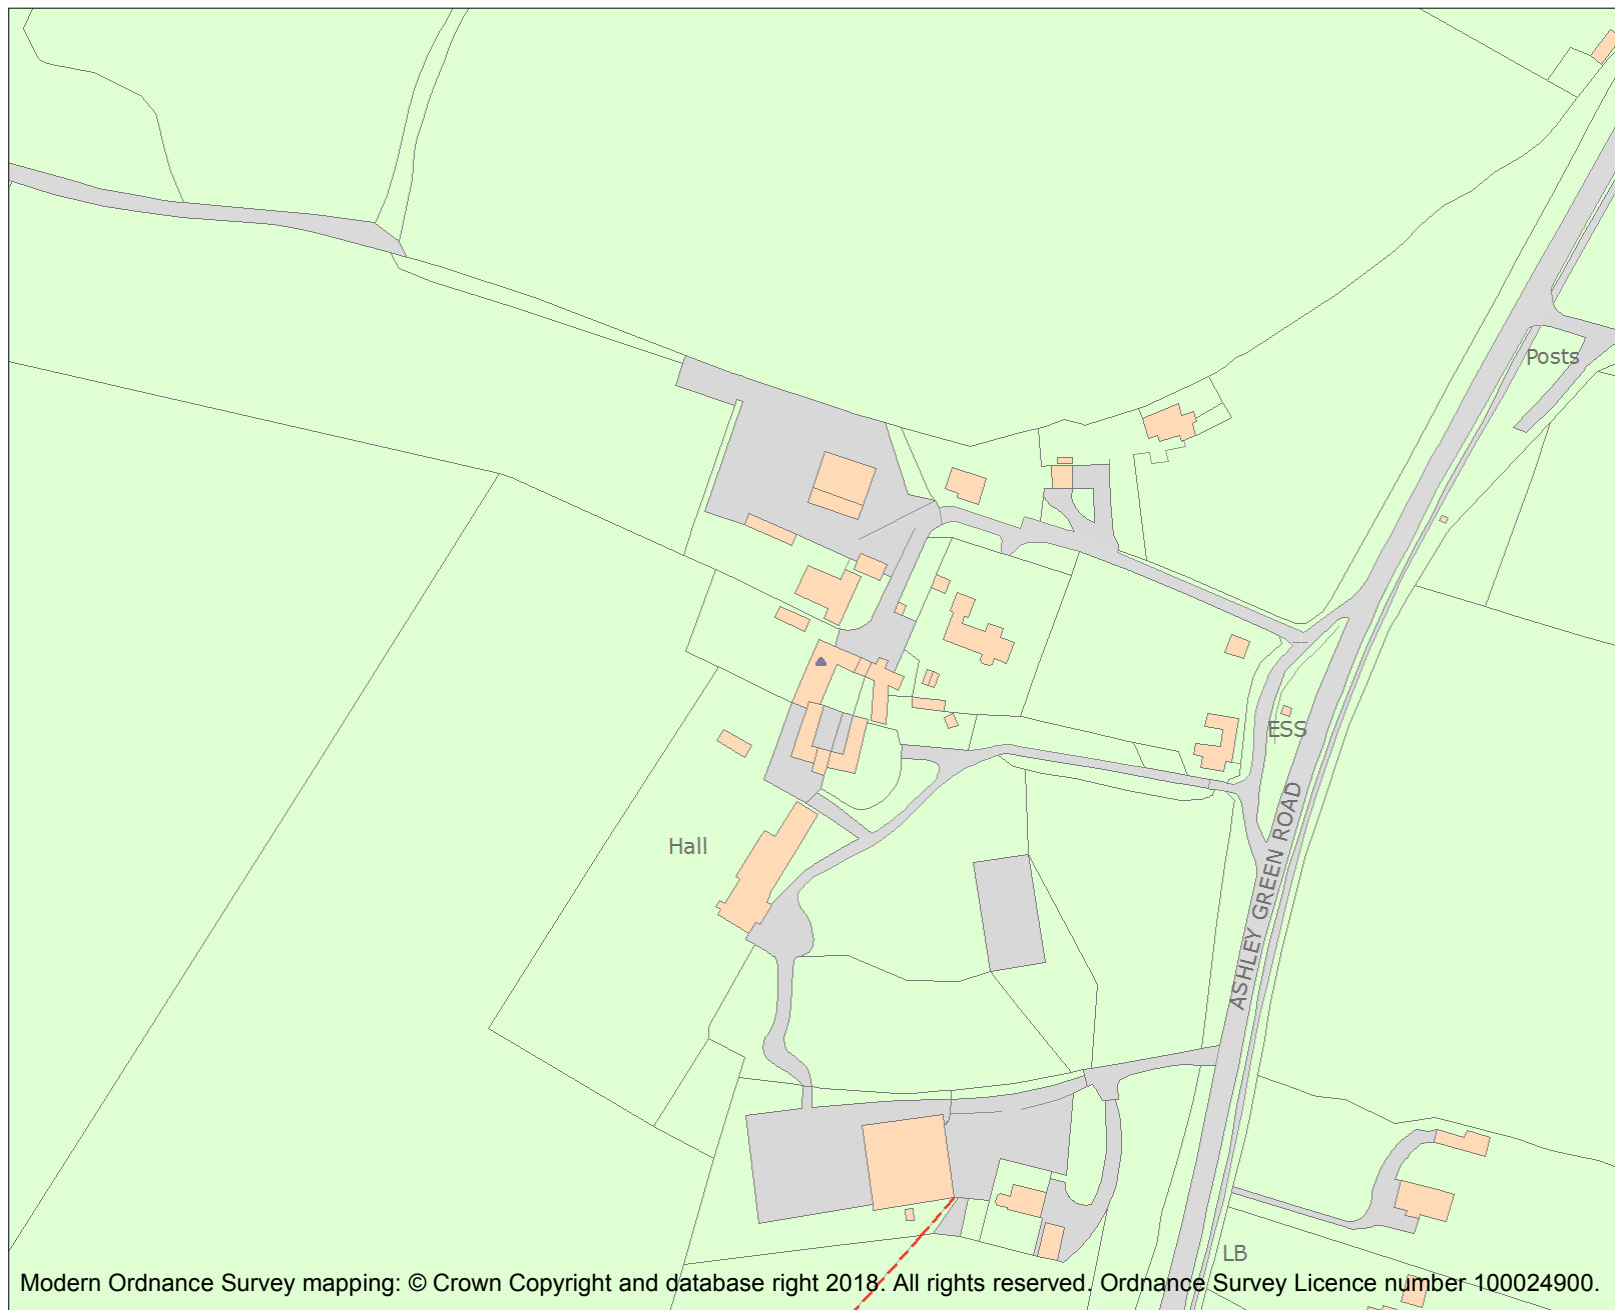 Posts
ESS
ASHLEY GREEN ROAD
Hall
LB
Modern Ordnance Survey mapping: © Crown Copyright and database right 2018. All rights reserved. Ordnance Survey Licence number 100024900.